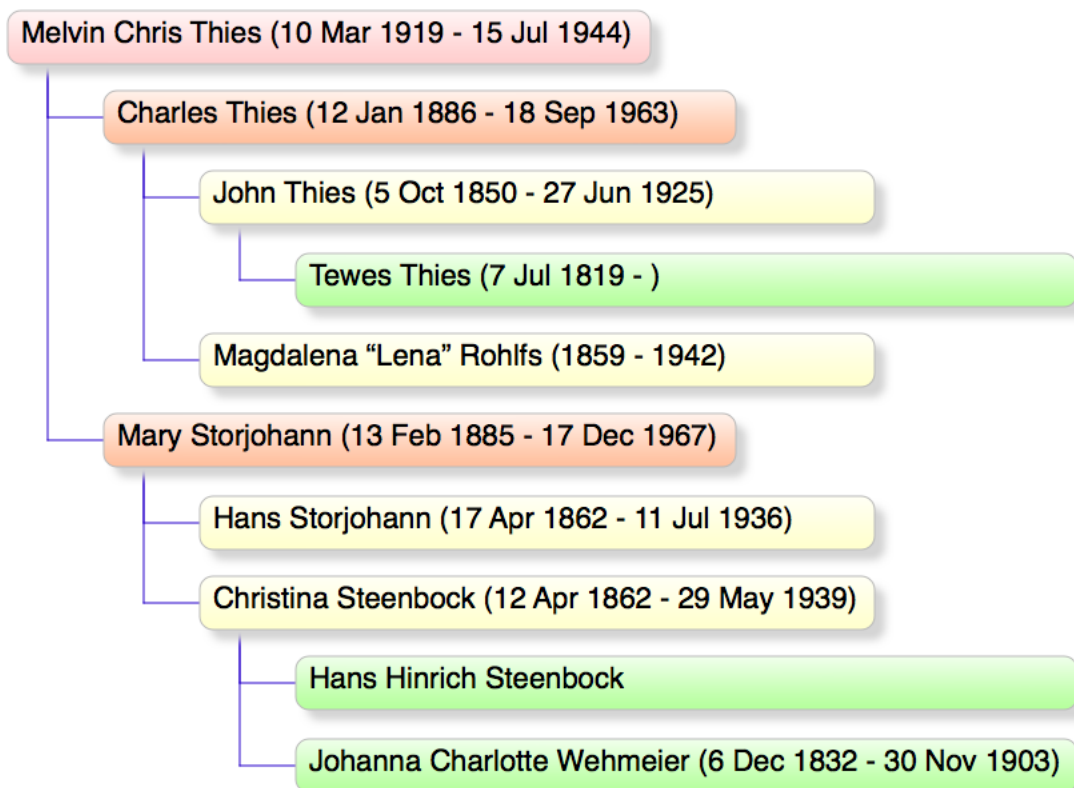 Melvin Chris Thies (10 Mar 1919 - 15 Jul 1944)
Charles Thies (12 Jan 1886 - 18 Sep 1963)
John Thies (5 Oct 1850 - 27 Jun 1925)
Tewes Thies (7 Jul 1819 - )
Magdalena “Lena” Rohlfs (1859 - 1942)
Mary Storjohann (13 Feb 1885 - 17 Dec 1967)
Hans Storjohann (17 Apr 1862 - 11 Jul 1936)
Christina Steenbock (12 Apr 1862 - 29 May 1939)
Hans Hinrich Steenbock
Johanna Charlotte Wehmeier (6 Dec 1832 - 30 Nov 1903)